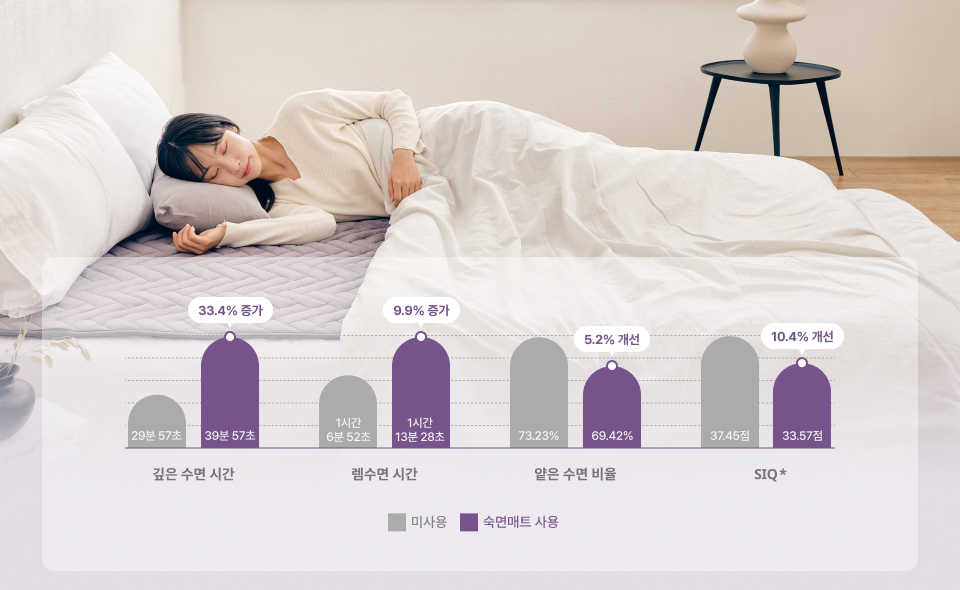 33.4% 증가
9.9% 증가
5.2% 개선
10.4% 개선
29분 57초
39분 57초
1시간
6분 52초
1시간
13분 28초
73.23%
69.42%
37.45점
33.57점
깊은 수면 시간
렘수면 시간
얕은 수면 비율
SIQ*
미사용
숙면매트 사용